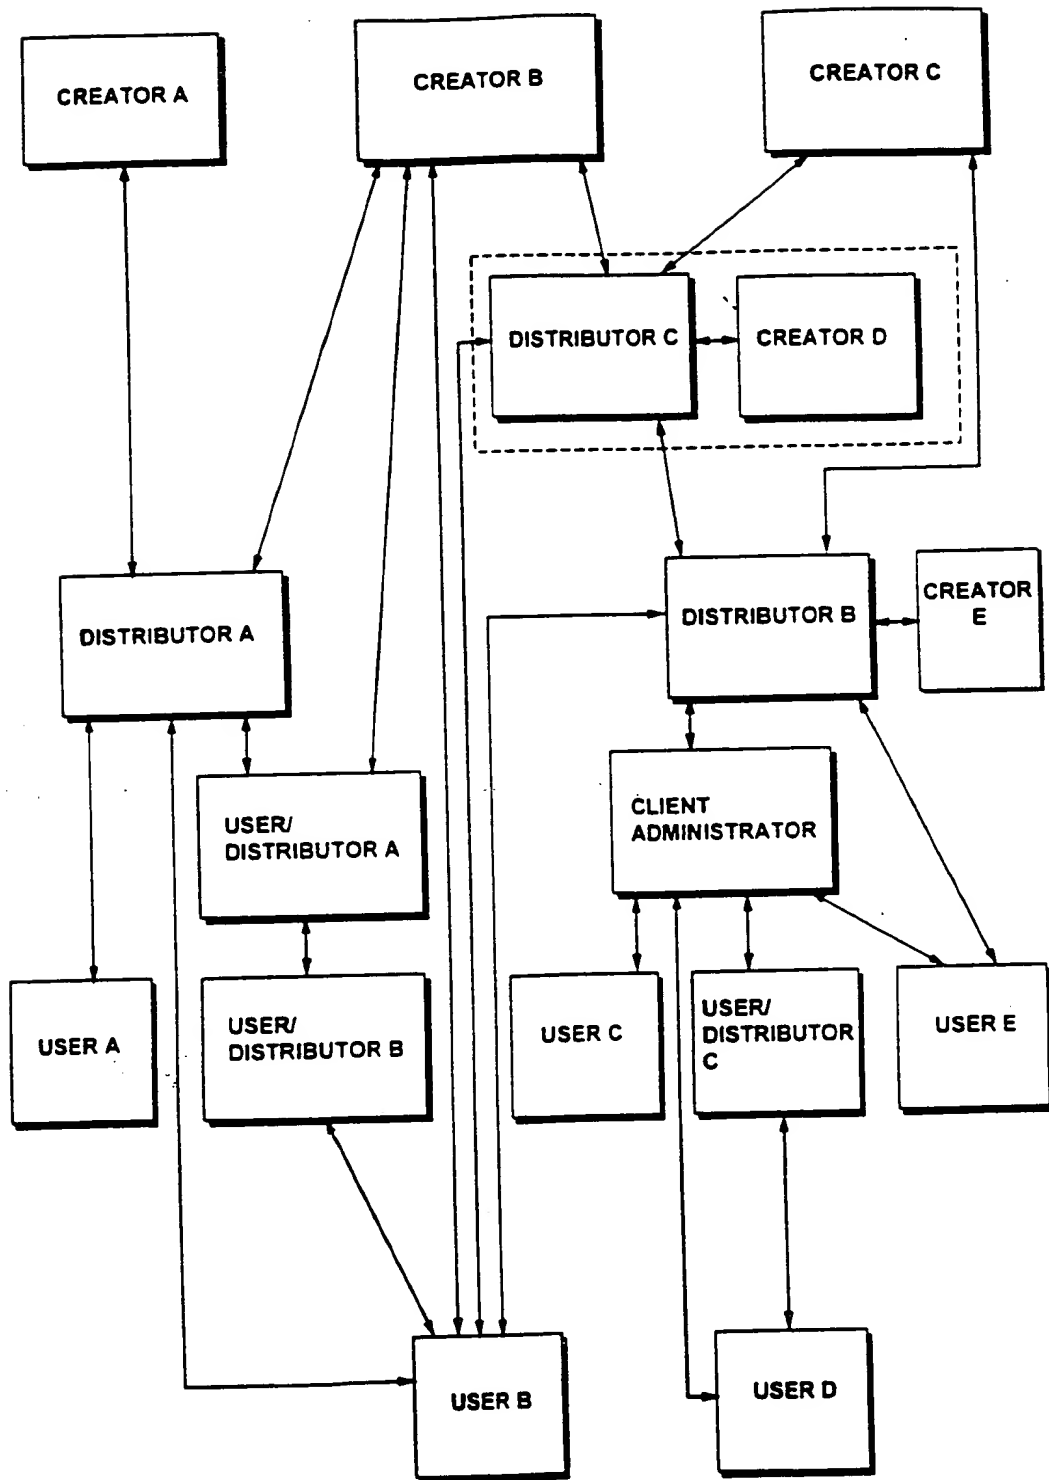 CREATOR A
CREATOR B
CREATOR C
DISTRIBUTOR C
CREATOR D
DISTRIBUTOR A
DISTRIBUTOR B
CREATOR
E
USER/
DISTRIBUTOR A
CLIENT
ADMINISTRATOR
USER A
USER/
DISTRIBUTOR B
USER C
USER/
DISTRIBUTOR
C
USER E
USER B
USER D